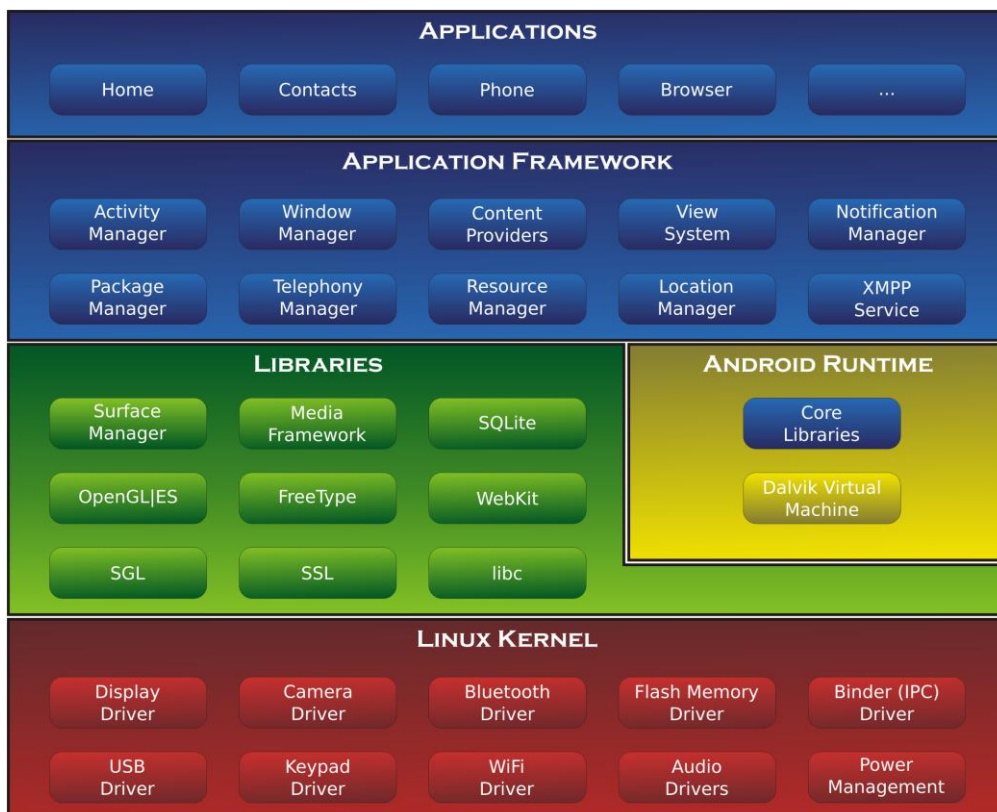 APPLICATIONS
Home
Contacts
Phone
Browser
...
APPLICATION FRAMEWORK
Activity
Manager
Window
Manager
Content
Providers
View
System
Notification
Manager
Package
Manager
Telephony
Manager
Resource
Manager
Location
Manager
XMPP
Service
LIBRARIES
Surface
Manager
Media
Framework
SQLite
OpenGL|ES
FreeType
WebKit
SGL
SSL
libc
ANDROID RUNTIME
Core
Libraries
Dalvik Virtual
Machine
LINUX KERNEL
Display
Driver
Camera
Driver
Bluetooth
Driver
Flash Memory
Driver
Binder (IPC)
Driver
USB
Driver
Keypad
Driver
WiFi
Driver
Audio
Drivers
Power
Management